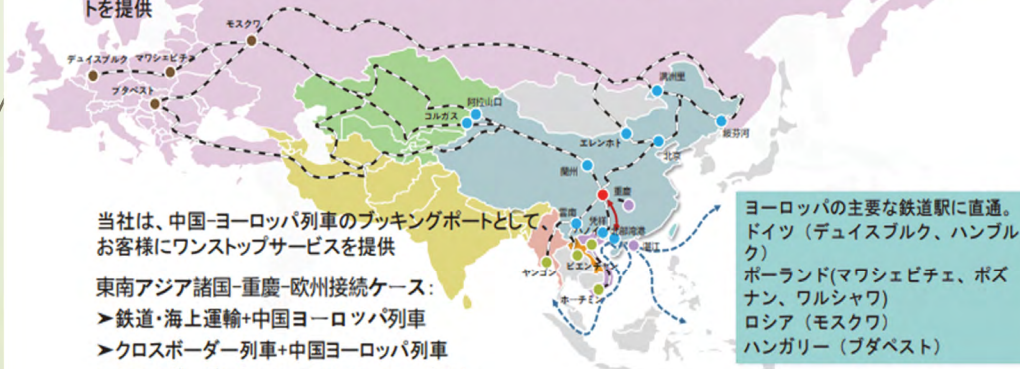 トを提供
モスクワ
デュイスブルク
マワシェビチェ
ブタペスト
満洲里
阿拉山口
コルガス
綏芬河
エレンホト
北京
蘭州
重慶
雲南
凭祥
ハノイ
湛江
ヤンゴン
ビエンチャン
ホーチミン
当社は、中国-ヨーロッパ列車のブッキングポートとして、
お客様にワンストップサービスを提供
東南アジア諸国-重慶-欧州接続ケース:
➤鉄道・海上運輸+中国ヨーロッパ列車
➤クロスボーダー列車+中国ヨーロッパ列車
ヨーロッパの主要な鉄道駅に直通。
ドイツ（デュイスブルク、ハンブル
ク）
ポーランド(マワシェビチェ、ポズ
ナン、ワルシャワ)
ロシア（モスクワ）
ハンガリー（ブダペスト）